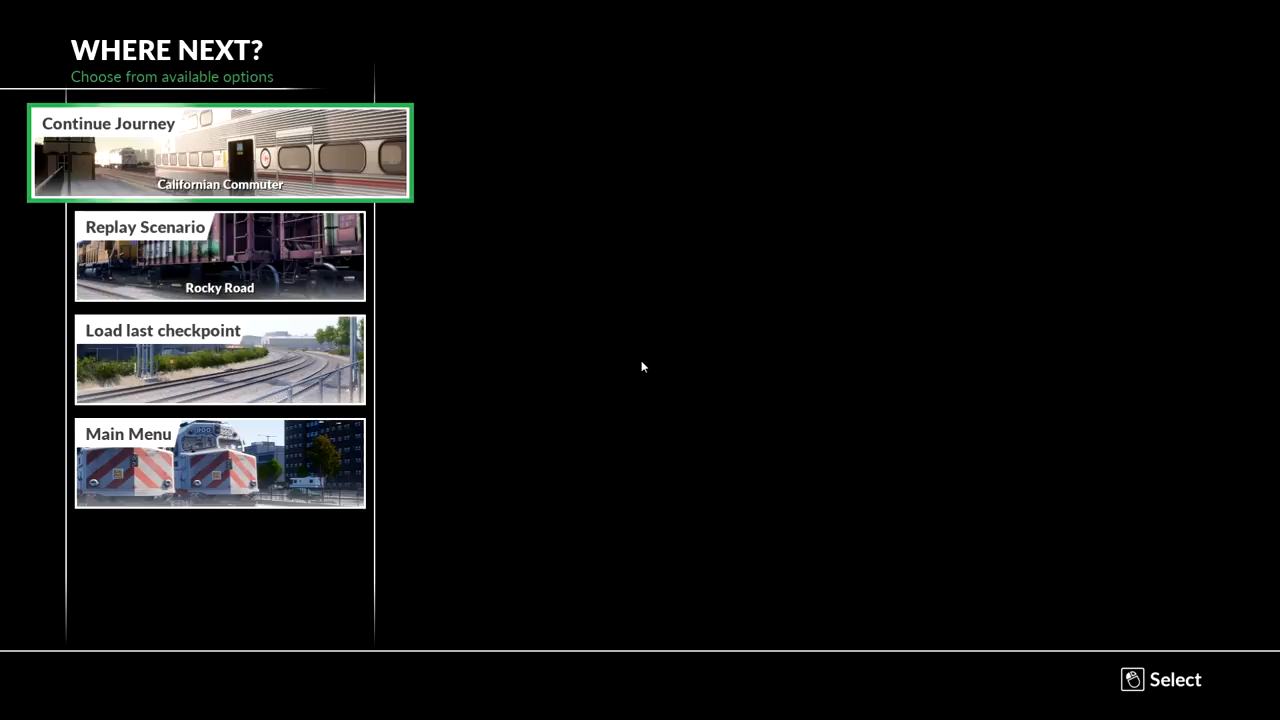 WHERE NEXT?
Choose from available options
Continue Journey
Californian Commuter
Replay Scenario
Rocky Road
Load last checkpoint
Main Menu
Select